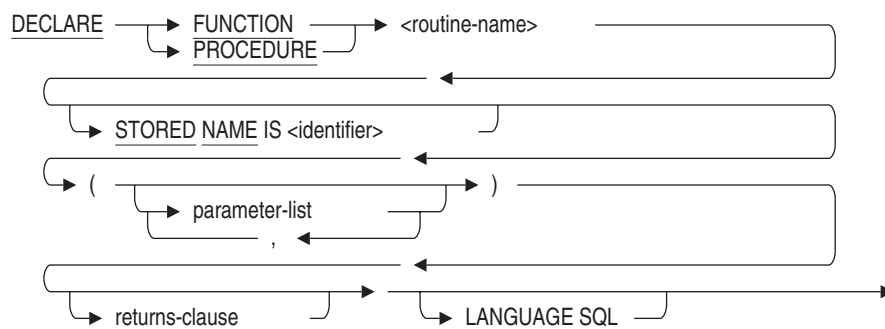 DECLARE FUNCTION <routine-name>
PROCEDURE
STORED NAME IS <identifier>
( parameter-list )
,
returns-clause LANGUAGE SQL